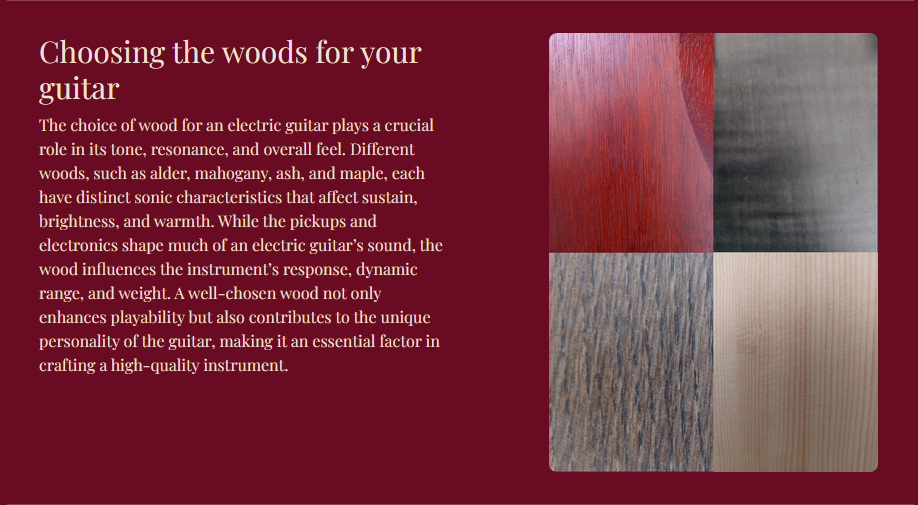 Choosing the woods for your
guitar
The choice of wood for an electric guitar plays a crucial
role in its tone, resonance, and overall feel. Different
woods, such as alder, mahogany, ash, and maple, each
have distinct sonic characteristics that affect sustain,
brightness, and warmth. While the pickups and
electronics shape much of an electric guitar’s sound, the
wood influences the instrument’s response, dynamic
range, and weight. A well-chosen wood not only
enhances playability but also contributes to the unique
personality of the guitar, making it an essential factor in
crafting a high-quality instrument.